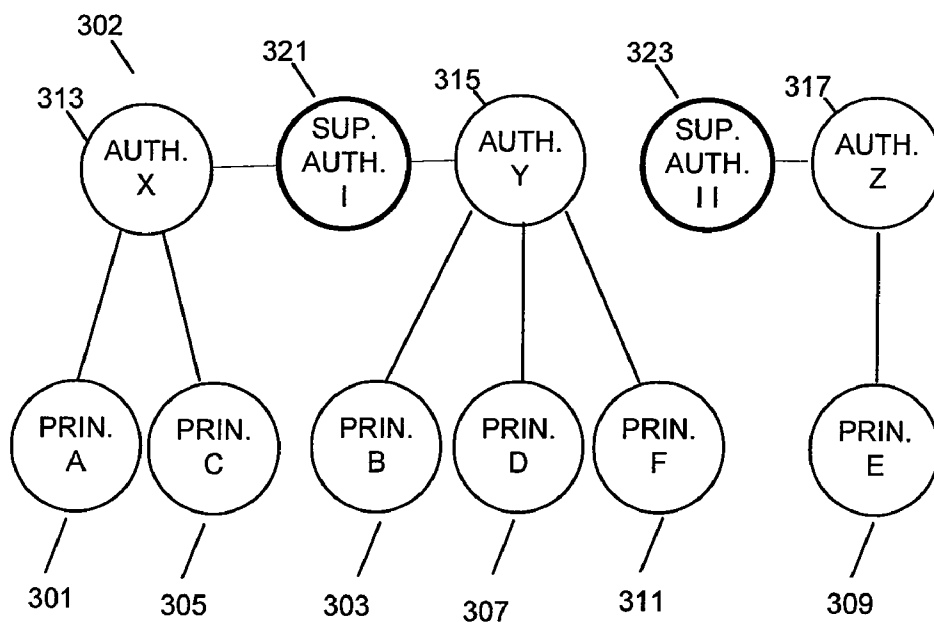 302
321
315
323
317
313
AUTH.
X
SUP.
AUTH.
I
AUTH.
Y
SUP.
AUTH.
I I
AUTH.
Z
PRIN.
A
PRIN.
C
PRIN.
B
PRIN.
D
PRIN.
F
PRIN.
E
301
305
303
307
311
309